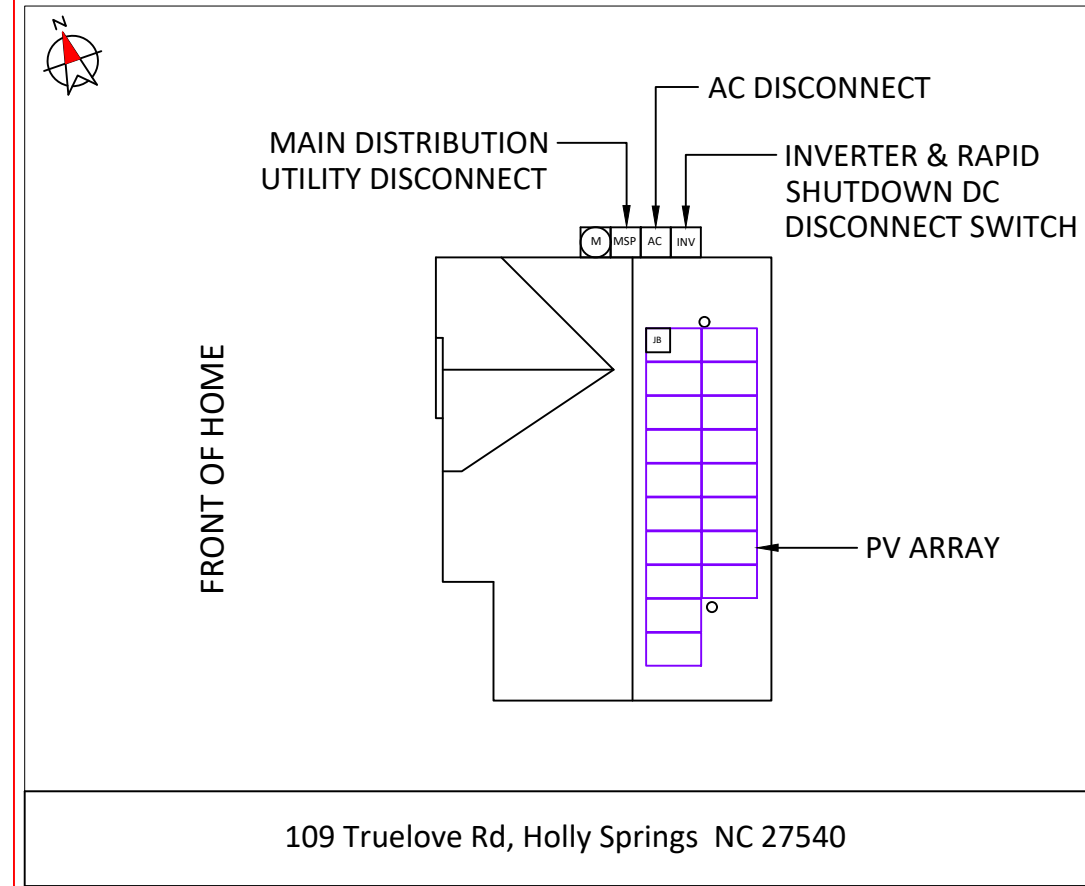 N
AC DISCONNECT
MAIN DISTRIBUTION
UTILITY DISCONNECT
INVERTER & RAPID
SHUTDOWN DC
DISCONNECT SWITCH
M MSP AC INV
JB
FRONT OF HOME
PV ARRAY
109 Truelove Rd, Holly Springs NC 27540